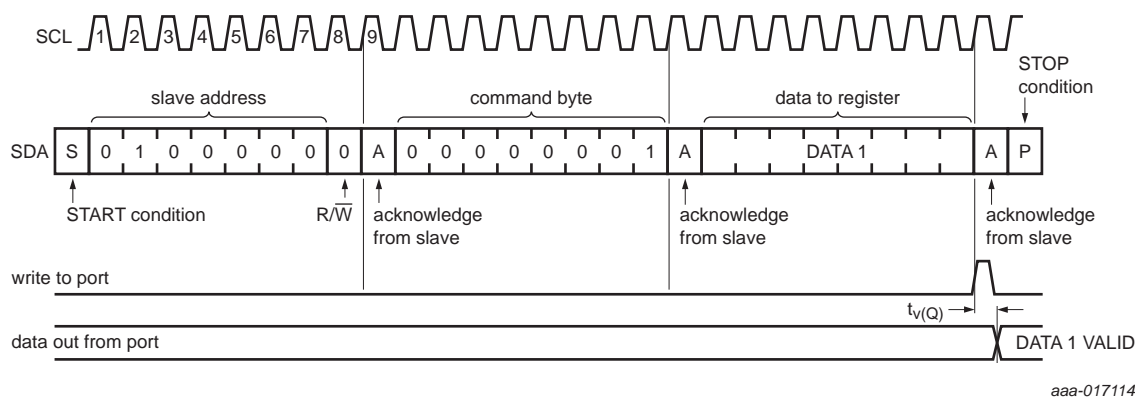 SCL 1 2 3 4 5 6 7 8 9
STOP
condition
slave address command byte data to register
SDA S 0 1 0 0 0 0 0 0 A 0 0 0 0 0 0 0 1 A DATA 1 A P
START condition R/W̅ acknowledge
from slave
acknowledge
from slave
acknowledge
from slave
write to port
tv(Q)
data out from port DATA 1 VALID
aaa-017114